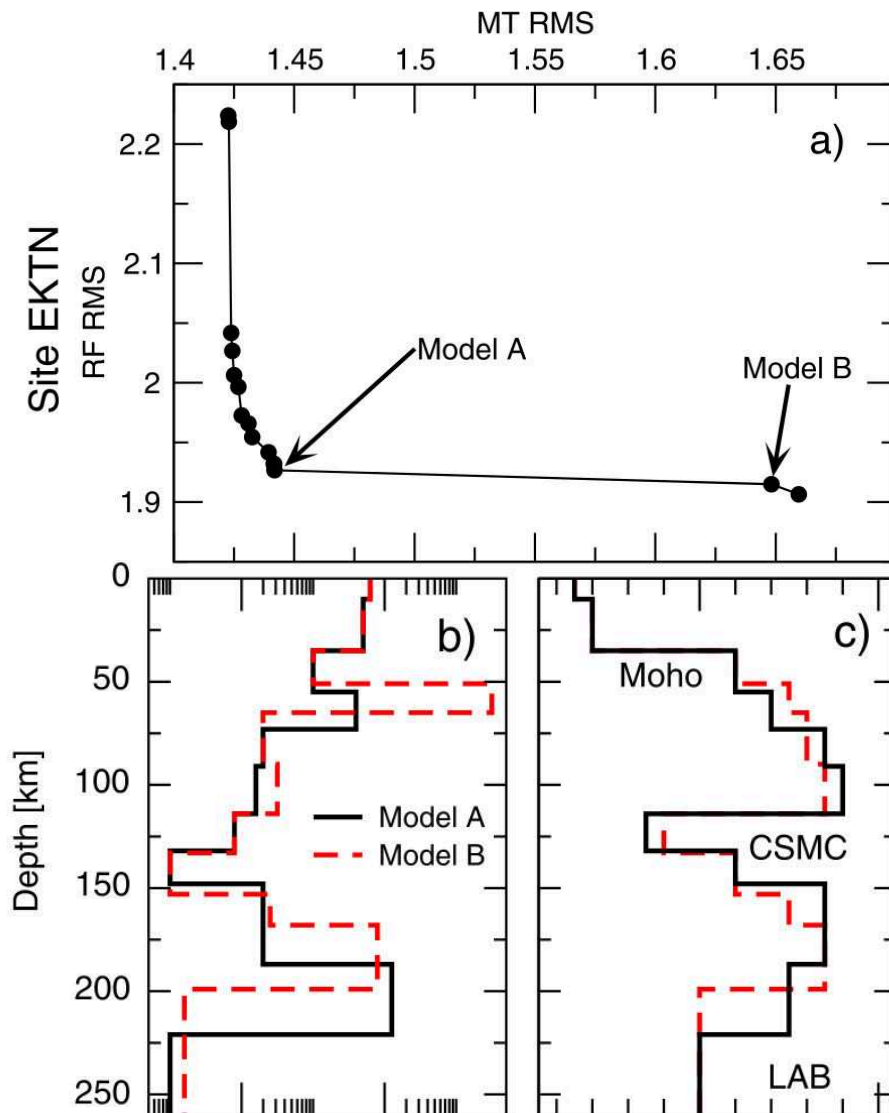 MT RMS
1.4 1.45 1.5 1.55 1.6 1.65
a)
Site EKTN
RF RMS
2.2
2.1
2
1.9
Model A
Model B
0
50
100
150
200
250
Depth [km]
b)
Model A
Model B
c)
Moho
CSMC
LAB